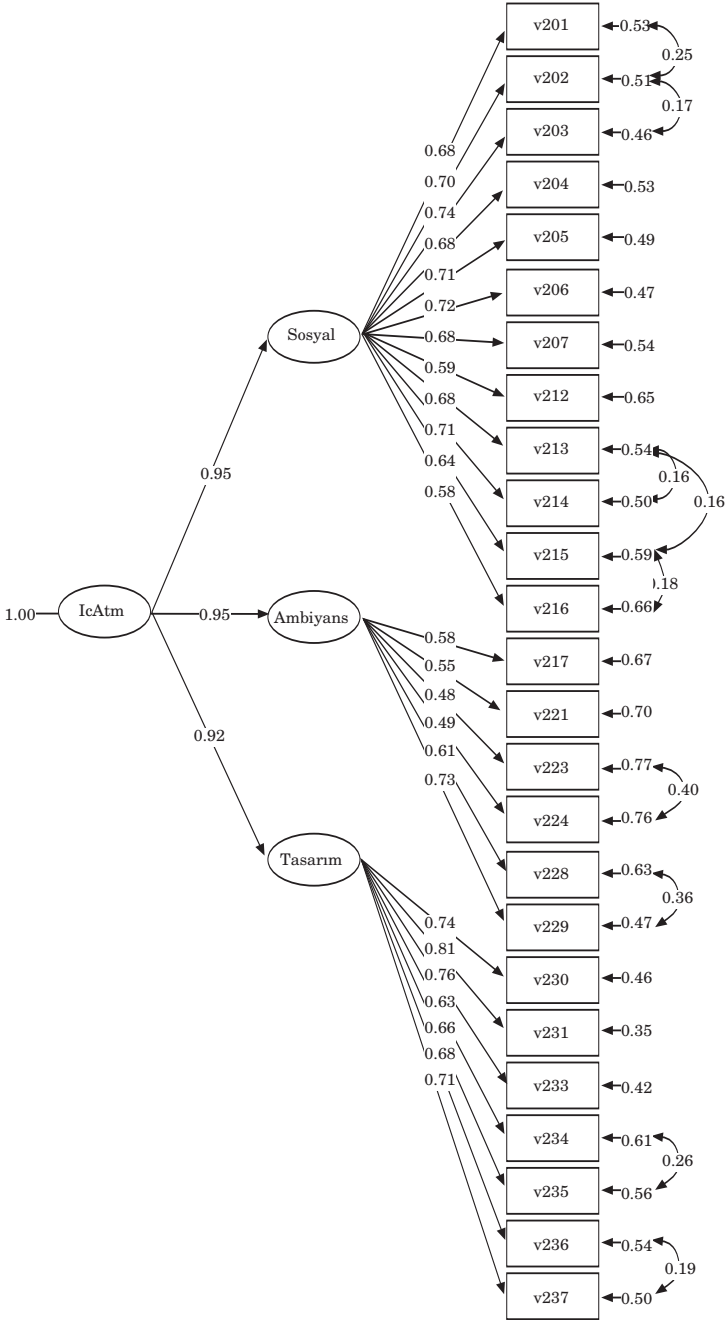 v201
0.53
0.25
v202
0.51
0.17
v203
0.46
v204
0.53
v205
0.49
v206
0.47
v207
0.54
v212
0.65
v213
0.54
0.16
0.16
v214
0.50
v215
0.59
.18
v216
0.66
v217
0.67
v221
0.70
v223
0.77
0.40
v224
0.76
v228
0.63
0.36
v229
0.47
v230
0.46
v231
0.35
v233
0.42
v234
0.61
0.26
v235
0.56
v236
0.54
0.19
v237
0.50
0.68
0.70
0.74
0.68
0.71
0.72
0.68
0.59
0.68
0.71
0.64
0.58
Sosyal
0.95
1.00
IcAtm
0.95
Ambiyans
0.58
0.55
0.48
0.49
0.61
0.73
0.92
Tasarım
0.74
0.81
0.76
0.63
0.66
0.68
0.71